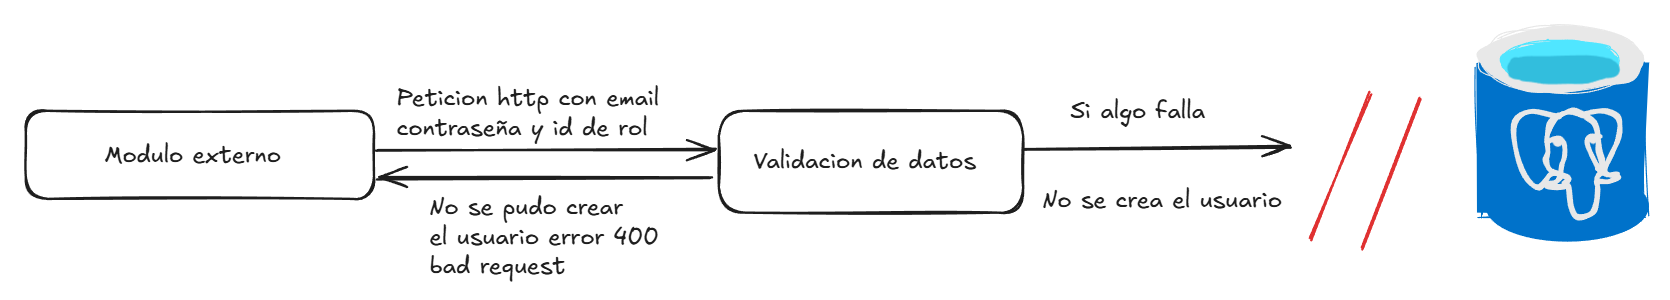 Modulo externo
Peticion http con email
contraseña y id de rol
No se pudo crear
el usuario error 400
bad request
Validacion de datos
Si algo falla
No se crea el usuario